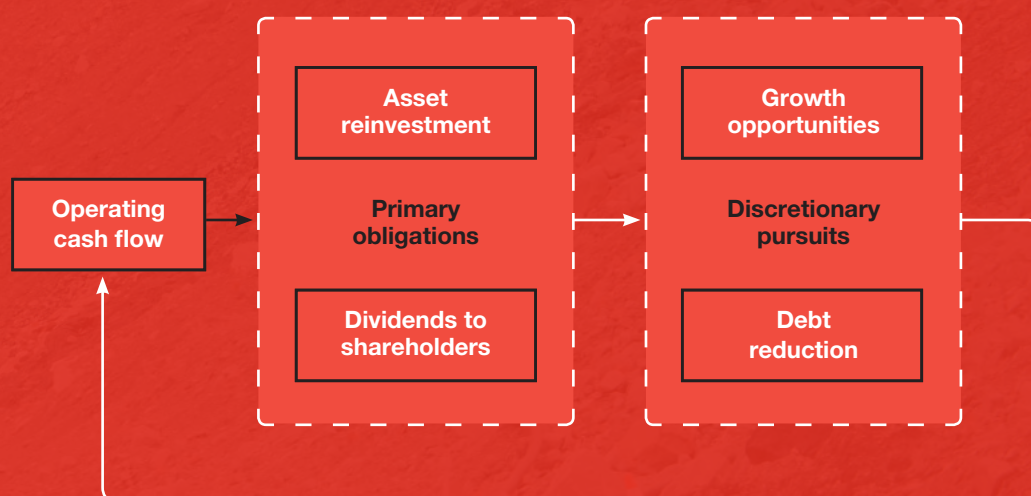 Operating
cash flow
Asset
reinvestment
Primary
obligations
Dividends to
shareholders
Growth
opportunities
Discretionary
pursuits
Debt
reduction